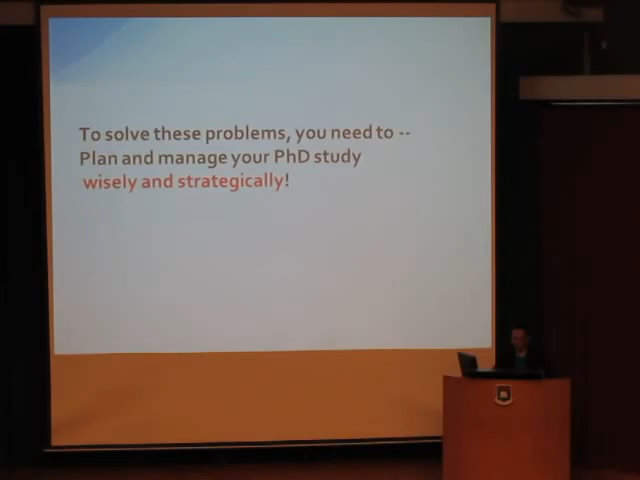 To solve these problems, you need to --
Plan and manage your PhD study
wisely and strategically!